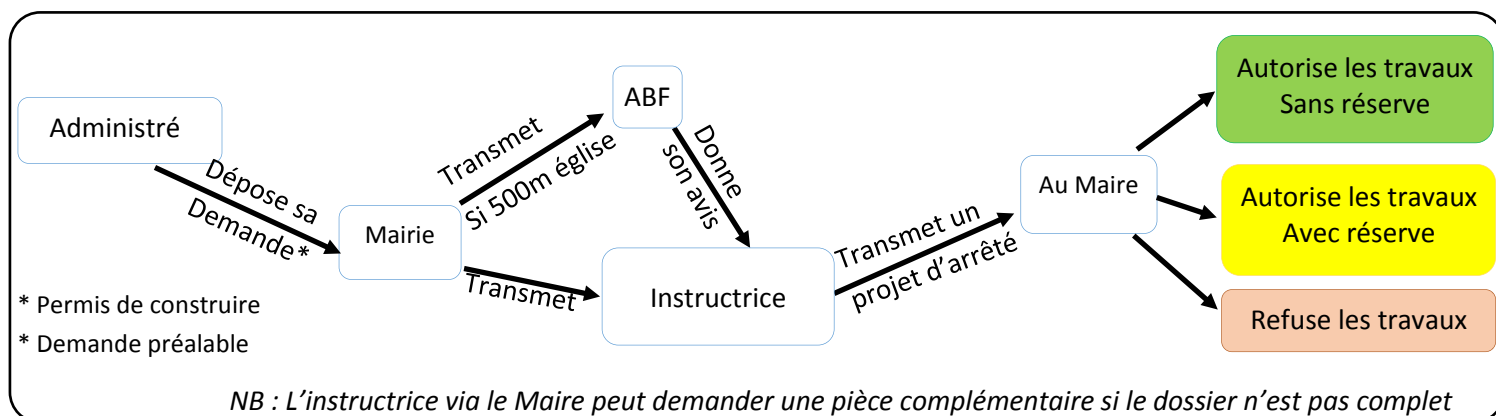 Administré
Dépose sa
Demande*
Mairie
Transmet
Si 500m église
ABF
Donne
son avis
Transmet
Instructrice
Transmet un
projet d’arrêté
Au Maire
Autorise les travaux
Sans réserve
Autorise les travaux
Avec réserve
Refuse les travaux
* Permis de construire
* Demande préalable
NB : L’instructrice via le Maire peut demander une pièce complémentaire si le dossier n’est pas complet